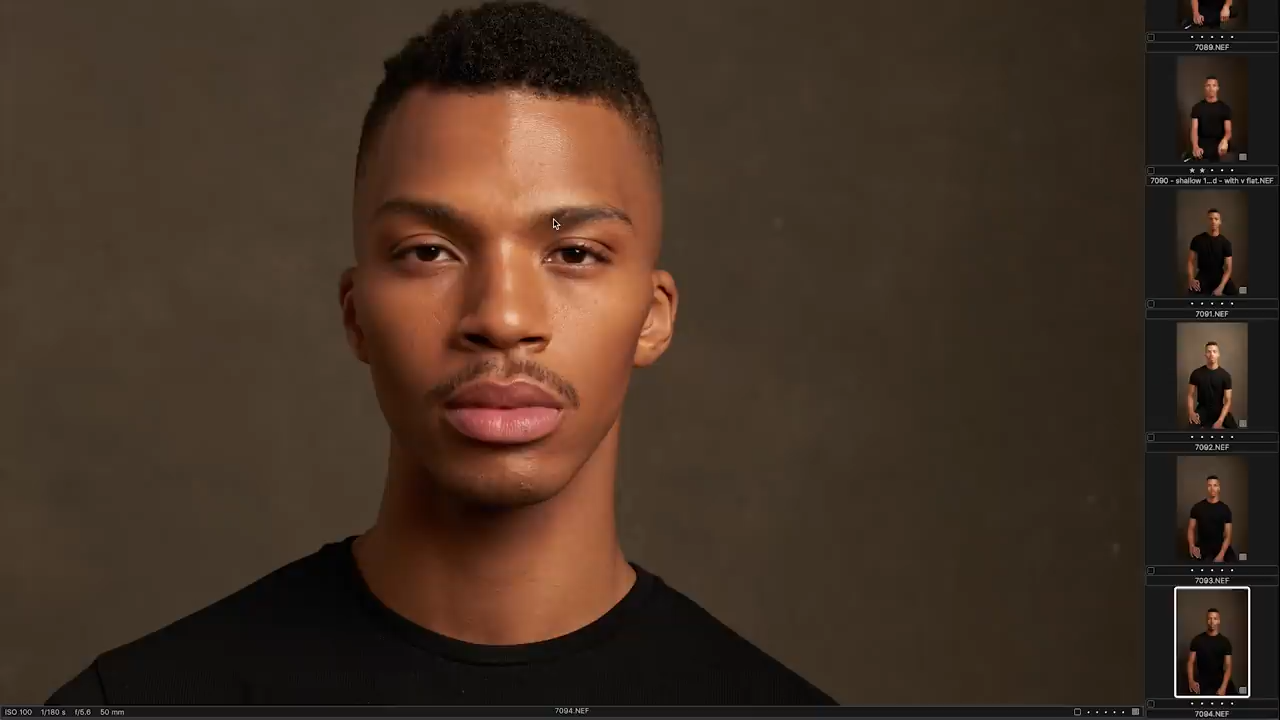 7089.NEF
7090 - shallow 1...d - with v flat.NEF
7091.NEF
7092.NEF
7093.NEF
7094.NEF
ISO 100 1/180 s f/5.6 50 mm
7094.NEF